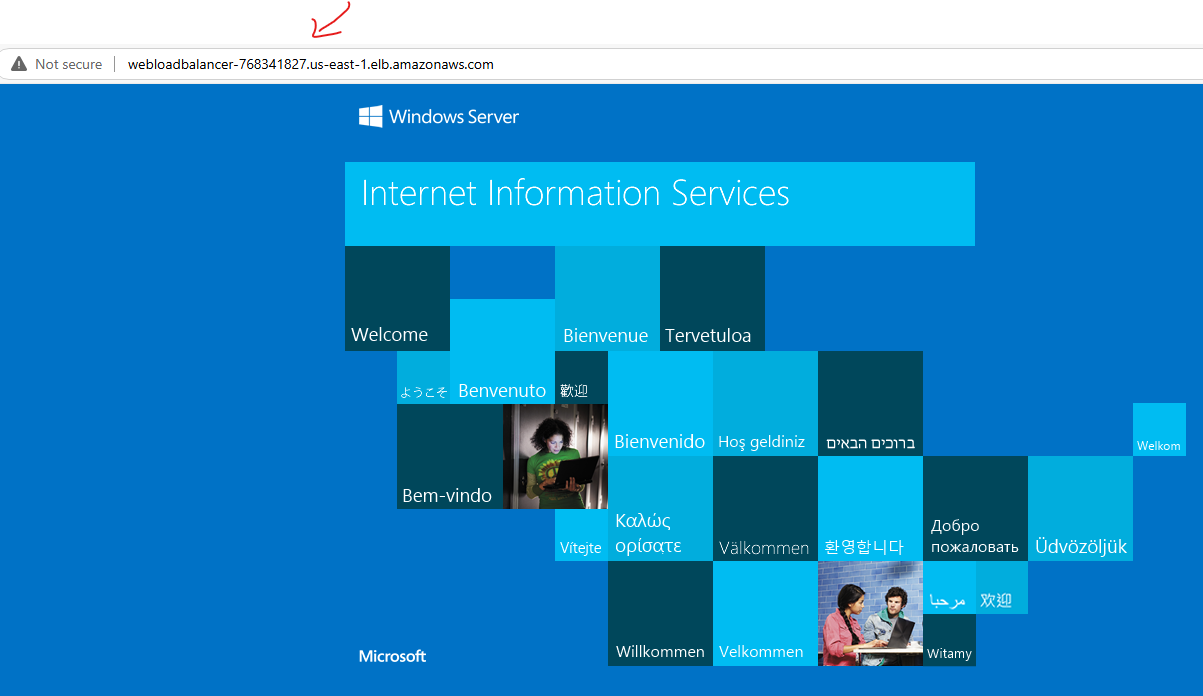 Not secure
webloadbalancer-768341827.us-east-1.elb.amazonaws.com
Windows Server
Internet Information Services
Welcome
Bienvenue
Tervetuloa
ようこそ
Benvenuto
歡迎
Bienvenido
Hoş geldiniz
ברוכים הבאים
Welkom
Bem-vindo
Vítejte
Καλώς
ορίσατε
Välkommen
환영합니다
Добро
пожаловать
Üdvözöljük
مرحبا
欢迎
Willkommen
Velkommen
Witamy
Microsoft